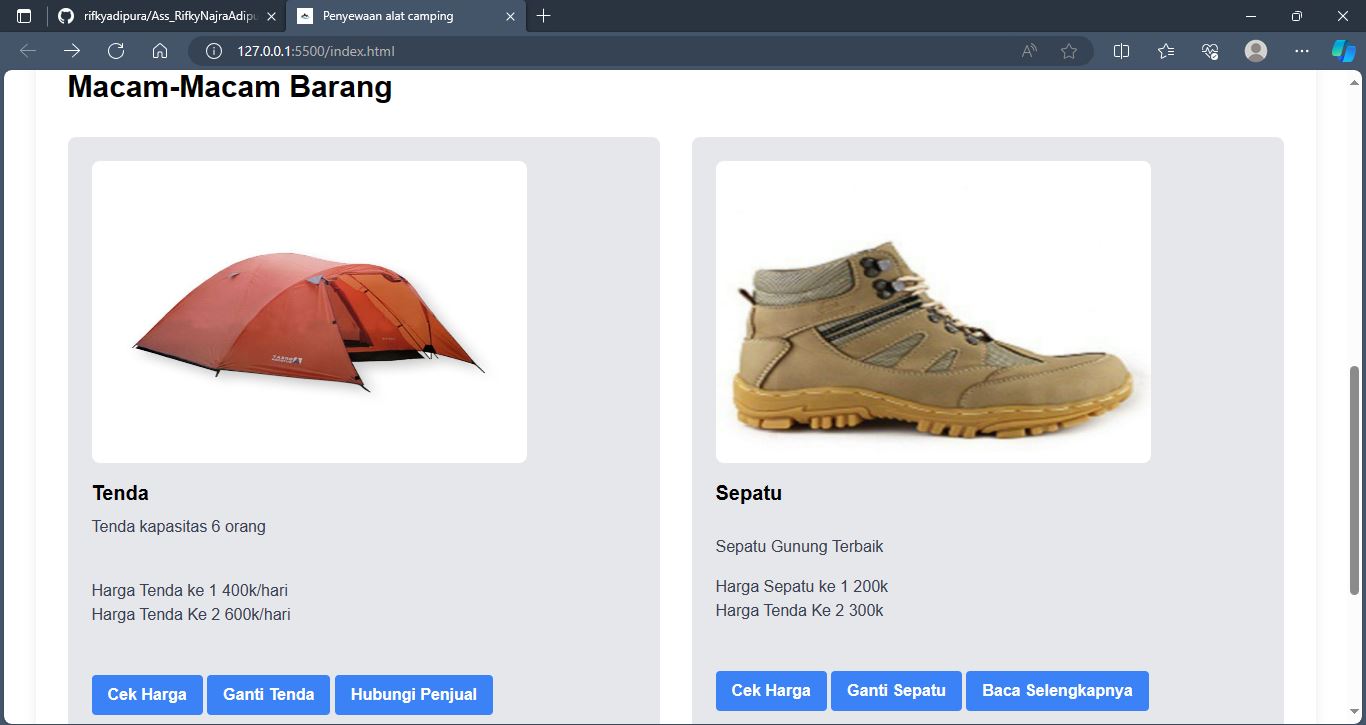 rifkyadipura/Ass_RifkyNajraAdipu
Penyewaan alat camping
127.0.0.1:5500/index.html
Macam-Macam Barang
Tenda
Tenda kapasitas 6 orang
Harga Tenda ke 1 400k/hari
Harga Tenda Ke 2 600k/hari
Cek Harga
Ganti Tenda
Hubungi Penjual
Sepatu
Sepatu Gunung Terbaik
Harga Sepatu ke 1 200k
Harga Tenda Ke 2 300k
Cek Harga
Ganti Sepatu
Baca Selengkapnya